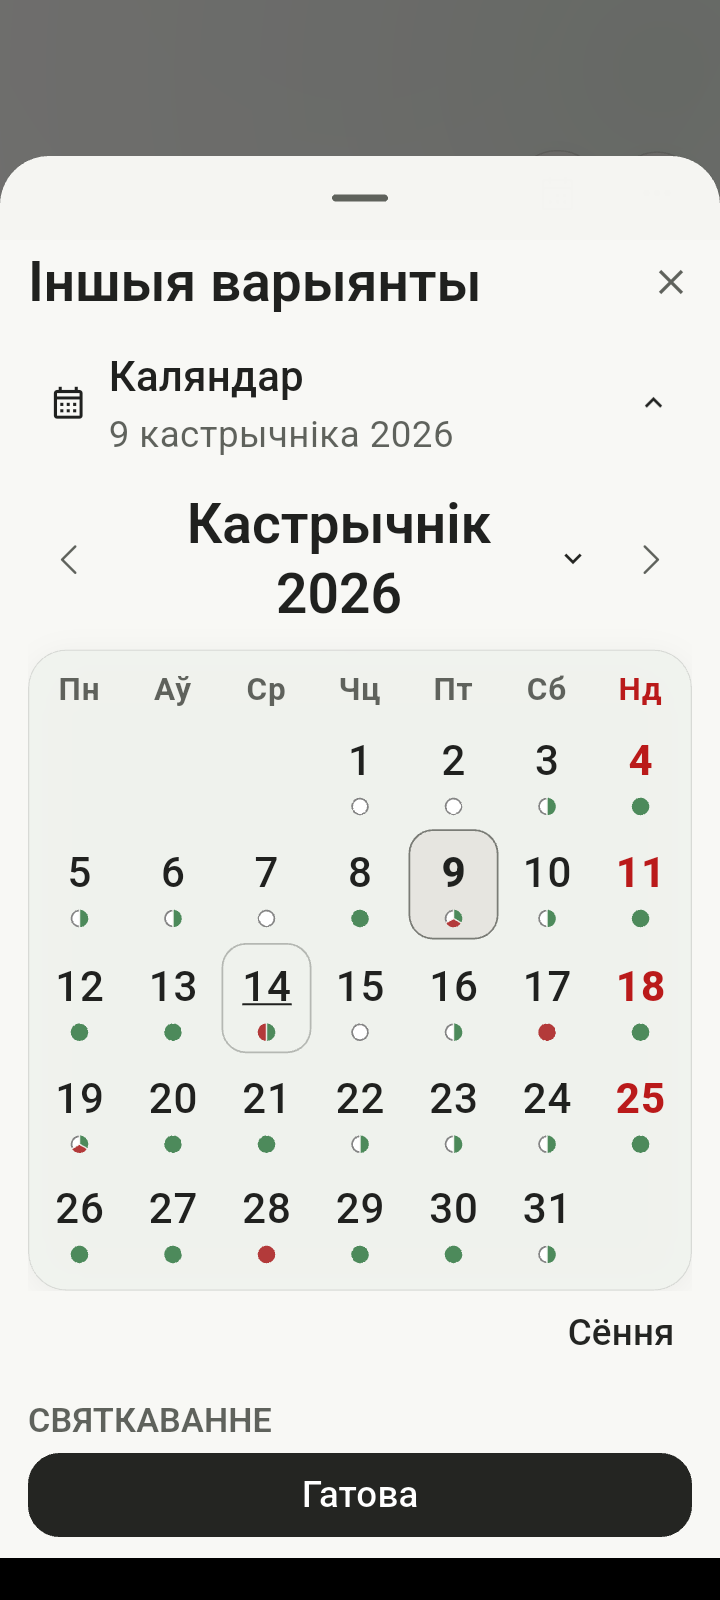 Іншыя варыянты
Каляндар
9 кастрычніка 2026
Кастрычнік
2026
Пн Аў Ср Чц Пт Сб Нд
1 2 3 4
5 6 7 8 9 10 11
12 13 14 15 16 17 18
19 20 21 22 23 24 25
26 27 28 29 30 31
Сёння
СВЯТКАВАННЕ
Гатова